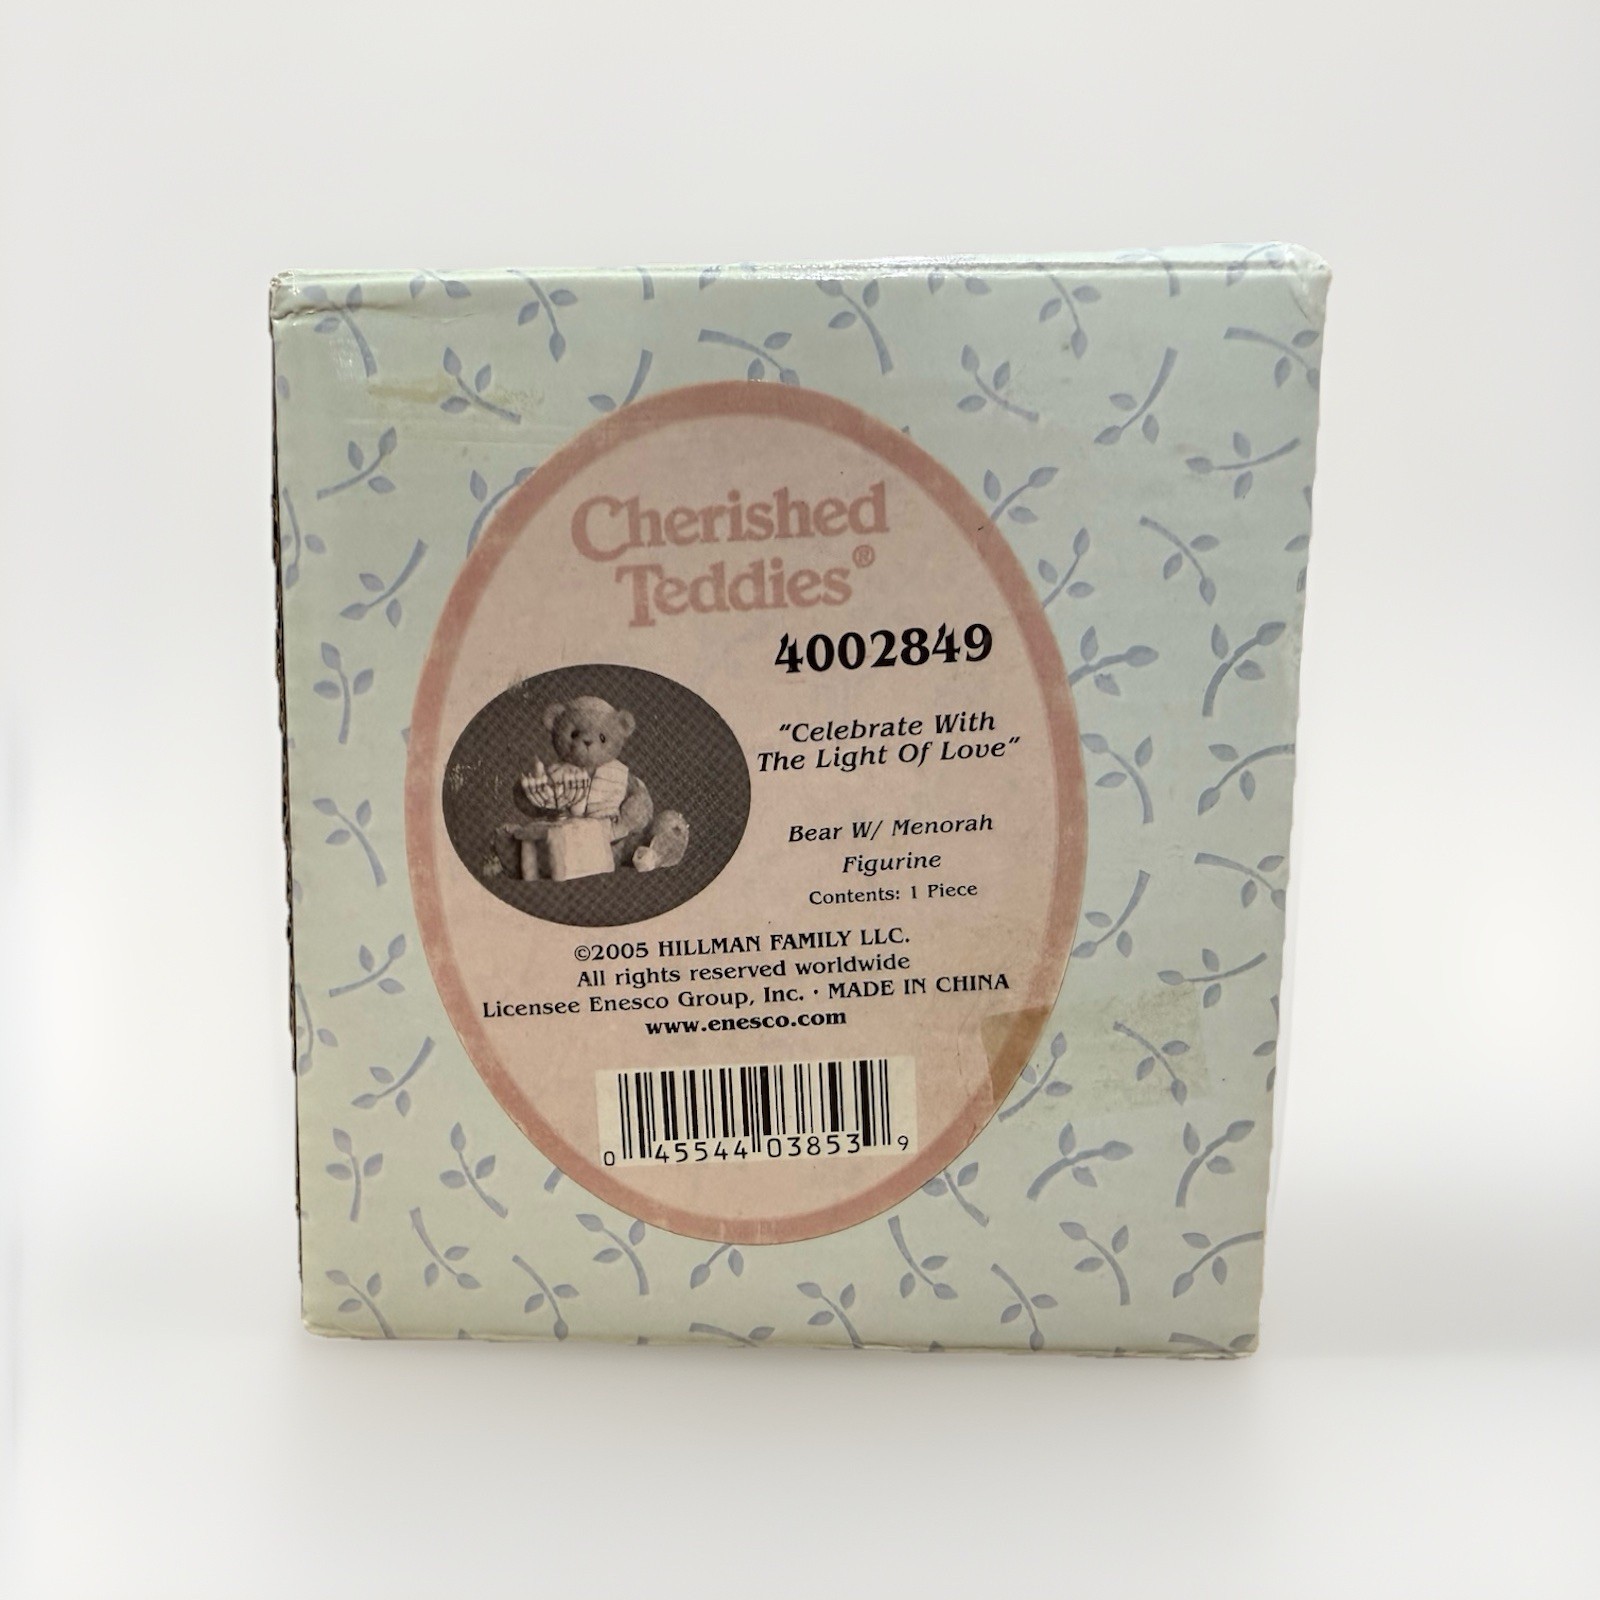 Cherished
Teddies®
4002849
"Celebrate With
The Light Of Love"
Bear W/ Menorah
Figurine
Contents: 1 Piece
©2005 HILLMAN FAMILY LLC.
All rights reserved worldwide
Licensee Enesco Group, Inc. · MADE IN CHINA
www.enesco.com
0 45544 03853 9